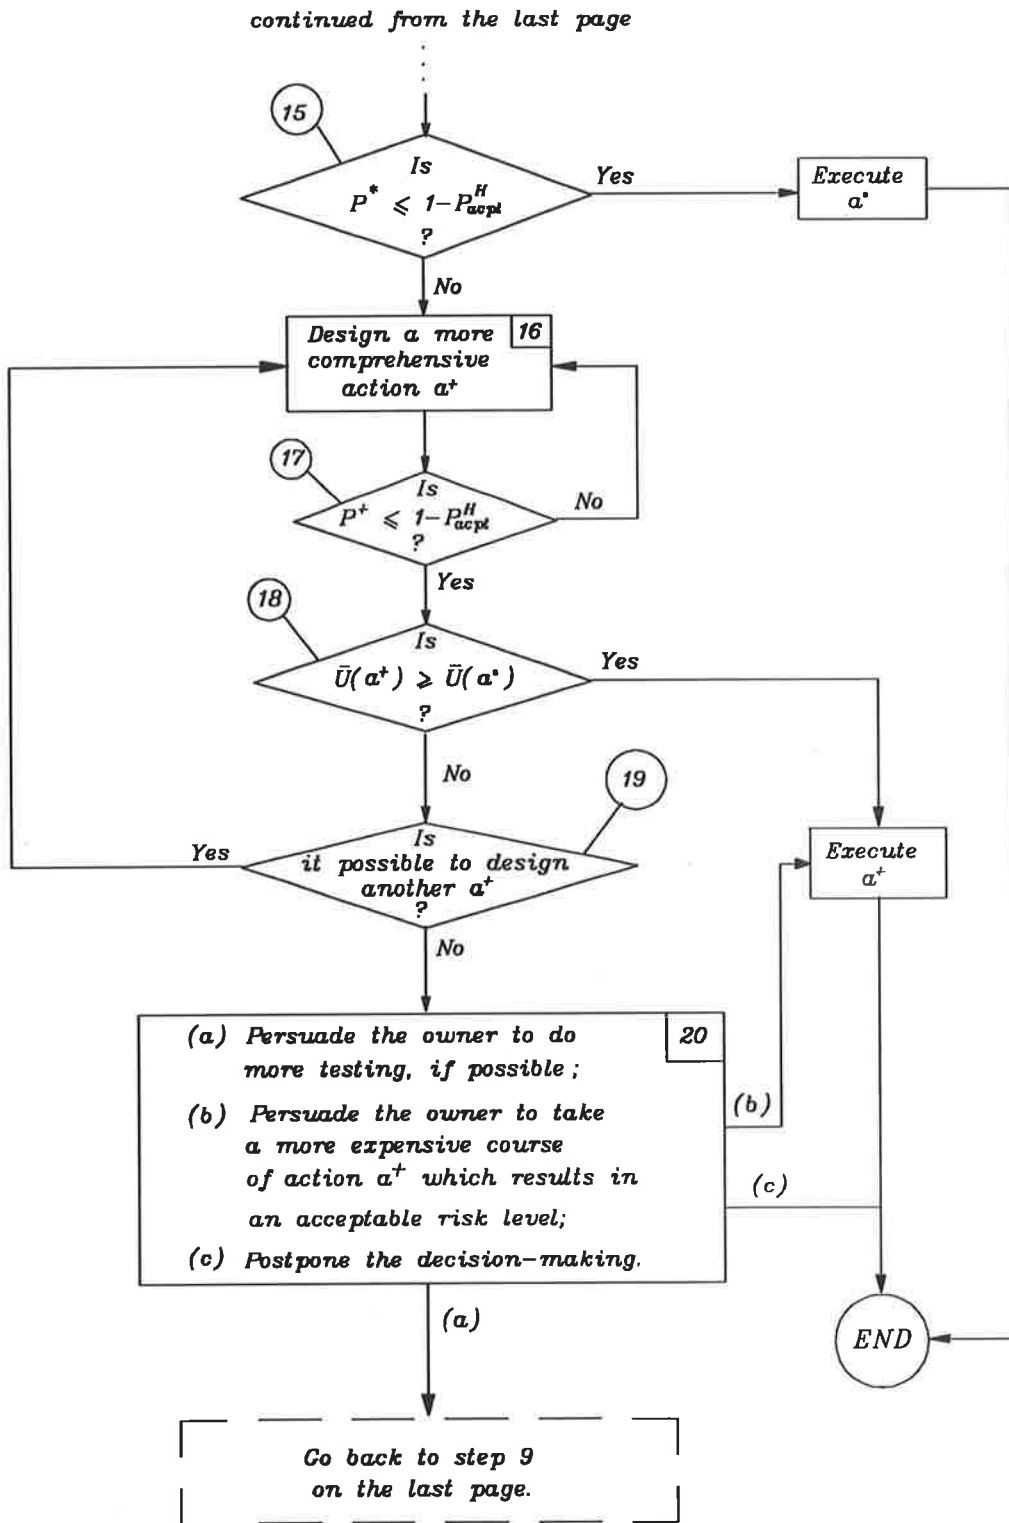 continued from the last page
15
Is
P* ⩽ 1-P^H_acpt
?
Yes
Execute
a*
No
Design a more
16
comprehensive
action a⁺
17
Is
P⁺ ⩽ 1-P^H_acpt
?
No
Yes
18
Is
Ū(a⁺) ⩾ Ū(a*)
?
Yes
No
19
Is
it possible to design
another a⁺
?
Yes
Execute
a⁺
No
20
(a) Persuade the owner to do
more testing, if possible;
(b) Persuade the owner to take
a more expensive course
of action a⁺ which results in
an acceptable risk level;
(c) Postpone the decision-making.
(b)
(c)
(a)
END
Go back to step 9
on the last page.